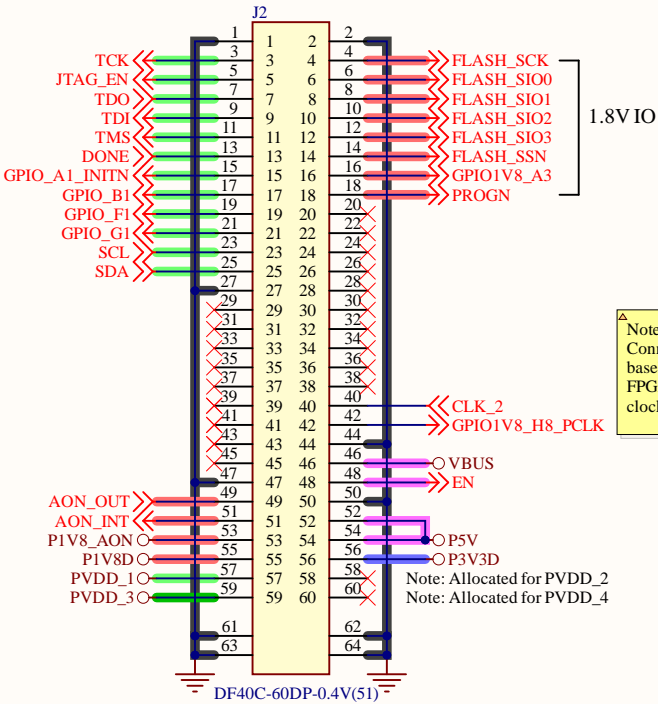 J2
1 1 2 2
TCK 3 3 4 4 FLASH_SCK
JTAG_EN 5 5 6 6 FLASH_SIO0
TDO 7 7 8 8 FLASH_SIO1
TDI 9 9 10 10 FLASH_SIO2
1.8V IO
TMS 11 11 12 12 FLASH_SIO3
DONE 13 13 14 14 FLASH_SSN
GPIO_A1_INITN 15 15 16 16 GPIO1V8_A3
GPIO_B1 17 17 18 18 PROGN
GPIO_F1 19 19 20 20
GPIO_G1 21 21 22 22
SCL 23 23 24 24
SDA 25 25 26 26
27 27 28 28
29 29 30 30
31 31 32 32
33 33 34 34
35 35 36 36
37 37 38 38
39 39 40 40 CLK_2
41 41 42 42 GPIO1V8_H8_PCLK
43 43 44 44
45 45 46 46 VBUS
47 47 48 48 EN
AON_OUT 49 49 50 50
AON_INT 51 51 52 52
P1V8_AON 53 53 54 54 P5V
P1V8D 55 55 56 56 P3V3D
PVDD_1 57 57 58 58 Note: Allocated for PVDD_2
PVDD_3 59 59 60 60 Note: Allocated for PVDD_4
61 62
63 64
DF40C-60DP-0.4V(51)
Note
Conn
base
FPG
clock